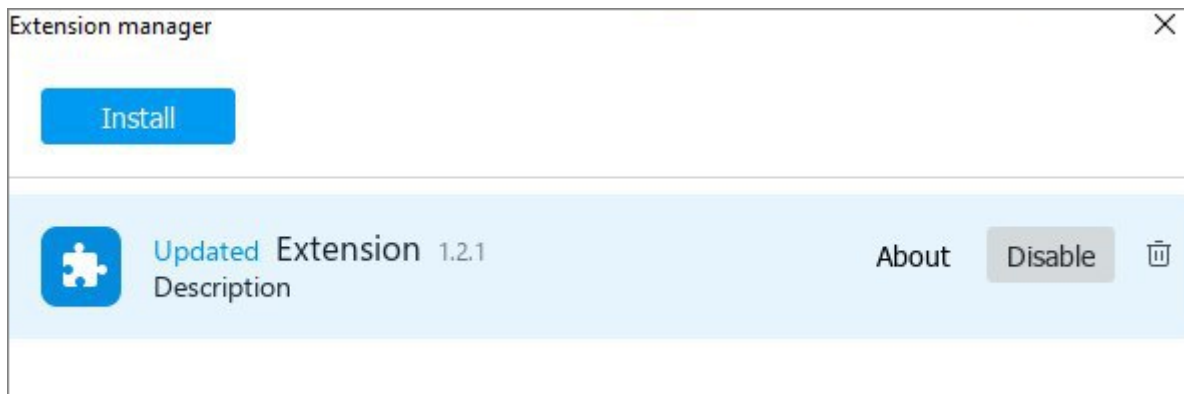 Extension manager
Install
Updated Extension 1.2.1 About Disable
Description